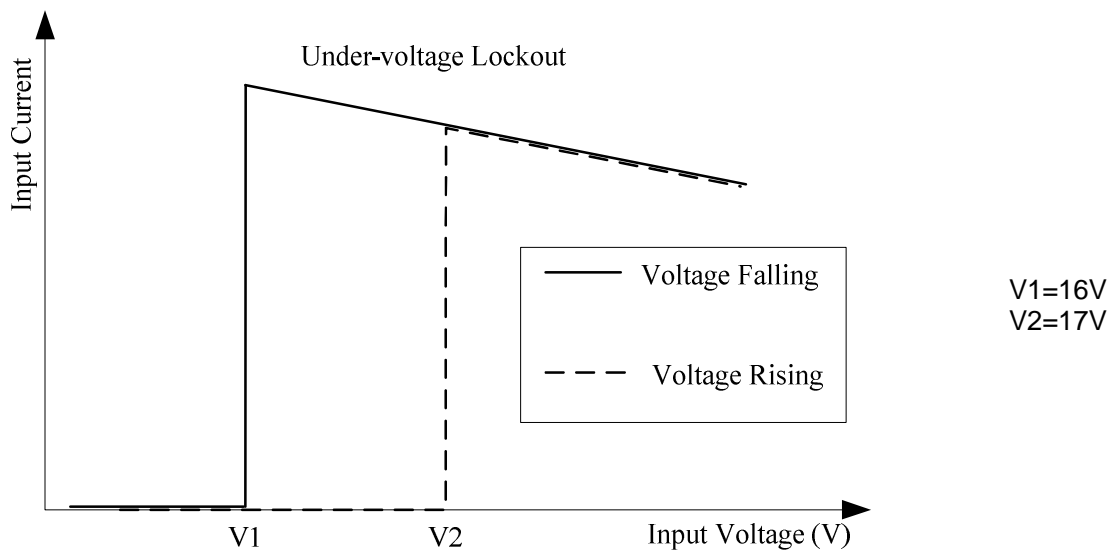 Under-voltage Lockout
Input Current
Voltage Falling
V1=16V
V2=17V
Voltage Rising
V1
V2
Input Voltage (V)